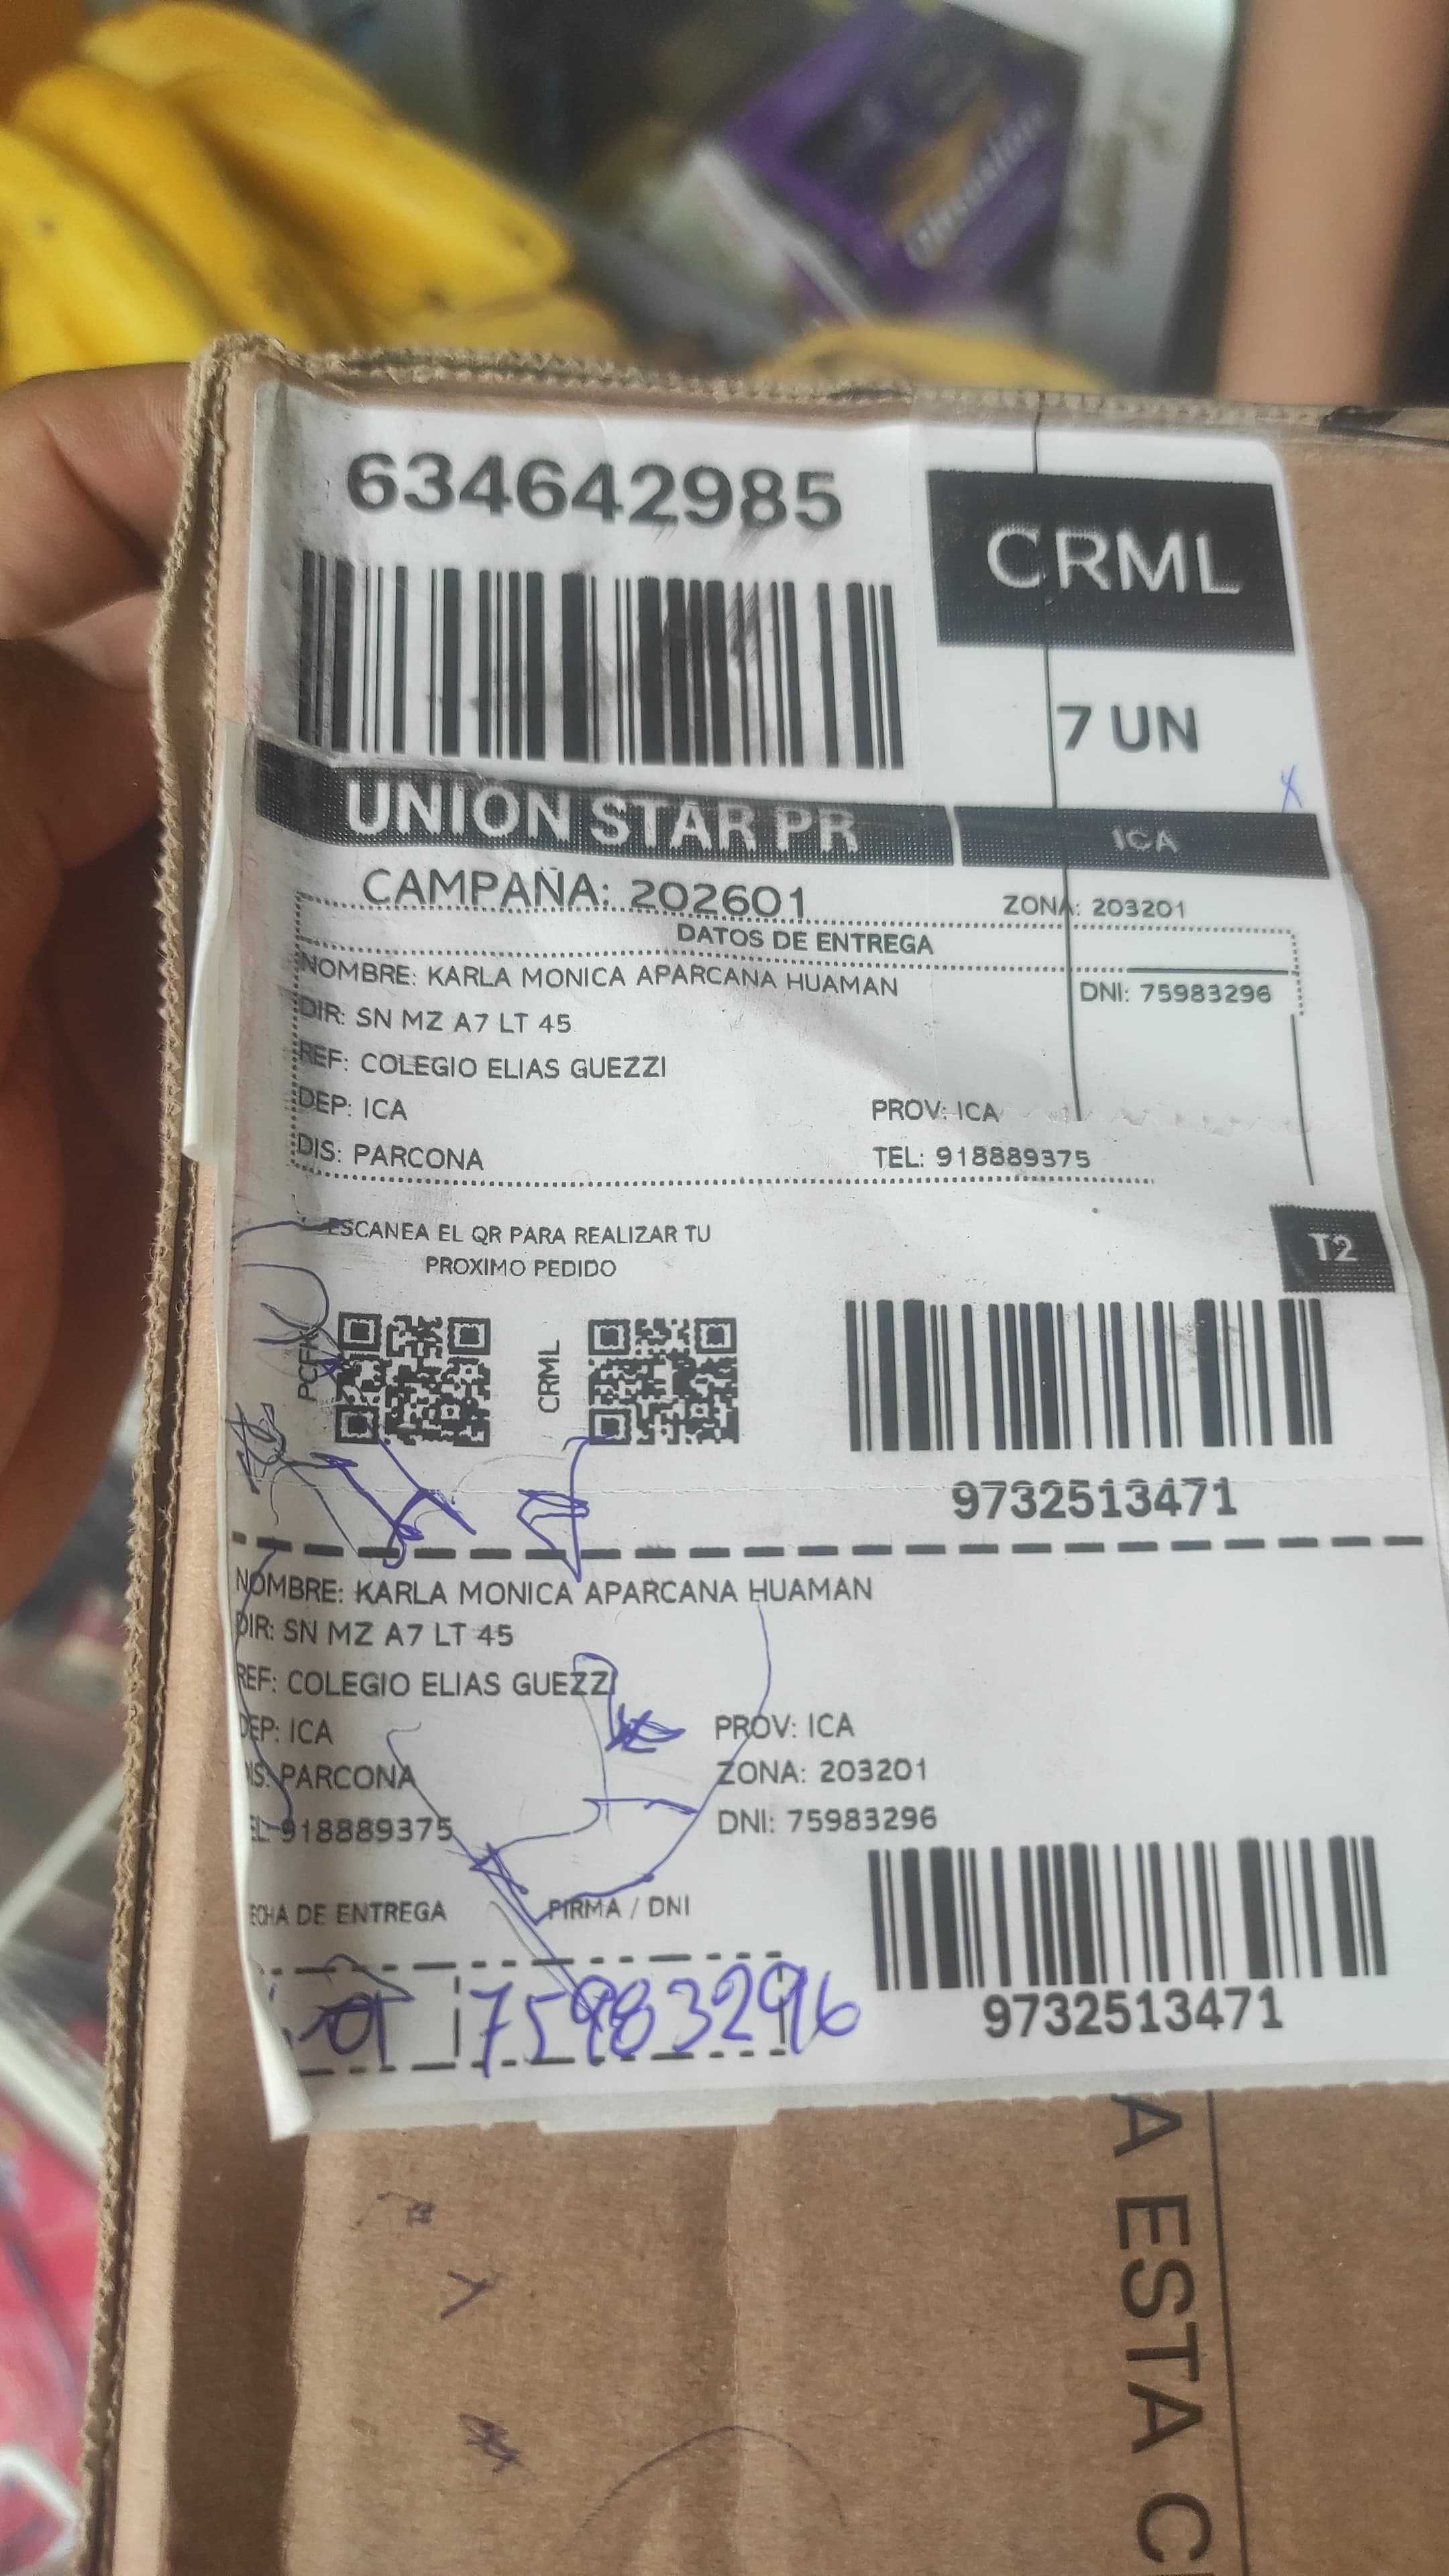 634642985
CRML
7 UN
UNION STAR PR
ICA
CAMPAÑA: 202601
ZONA: 203201
DATOS DE ENTREGA
NOMBRE: KARLA MONICA APARCANA HUAMAN
DNI: 75983296
DIR: SN MZ A7 LT 45
REF: COLEGIO ELIAS GUEZZI
DEP: ICA
PROV: ICA
DIS: PARCONA
TEL: 918889375
ESCANEA EL QR PARA REALIZAR TU
PROXIMO PEDIDO
T2
CRML
9732513471
NOMBRE: KARLA MONICA APARCANA HUAMAN
DIR: SN MZ A7 LT 45
REF: COLEGIO ELIAS GUEZZI
DEP: ICA
PROV: ICA
IS: PARCONA
ZONA: 203201
EL: 918889375
DNI: 75983296
ECHA DE ENTREGA
FIRMA / DNI
75983296
9732513471
A ESTA C